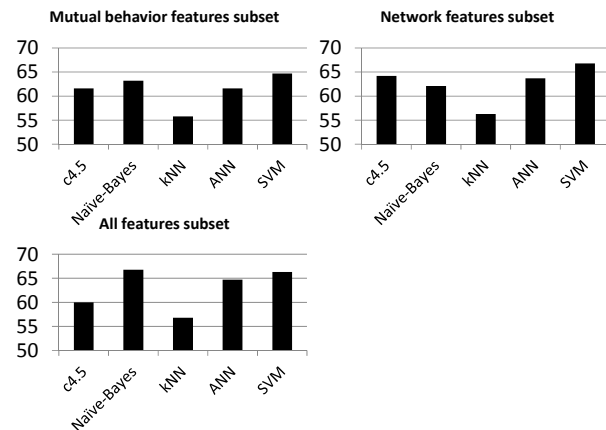 Mutual behavior features subset
70
65
60
55
50
c4.5
Naïve-Bayes
kNN
ANN
SVM
Network features subset
70
65
60
55
50
c4.5
Naïve-Bayes
kNN
ANN
SVM
All features subset
70
65
60
55
50
c4.5
Naïve-Bayes
kNN
ANN
SVM